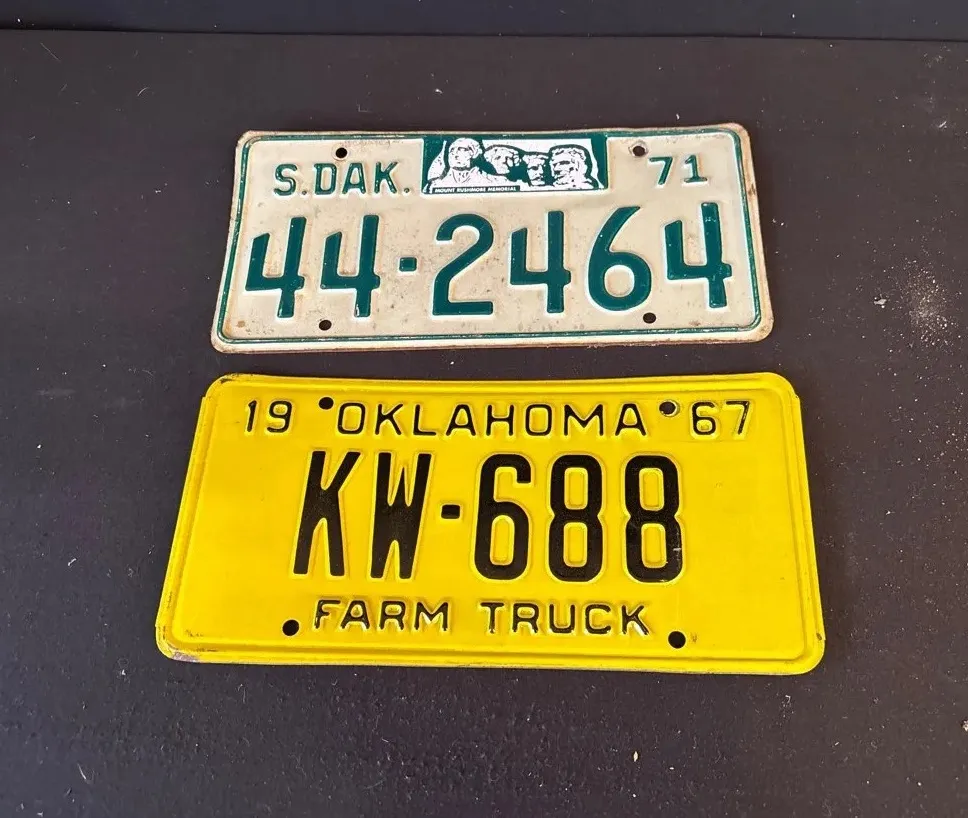 S.DAK. 71
MOUNT RUSHMORE MEMORIAL
44-2464
19 OKLAHOMA 67
KW-688
FARM TRUCK